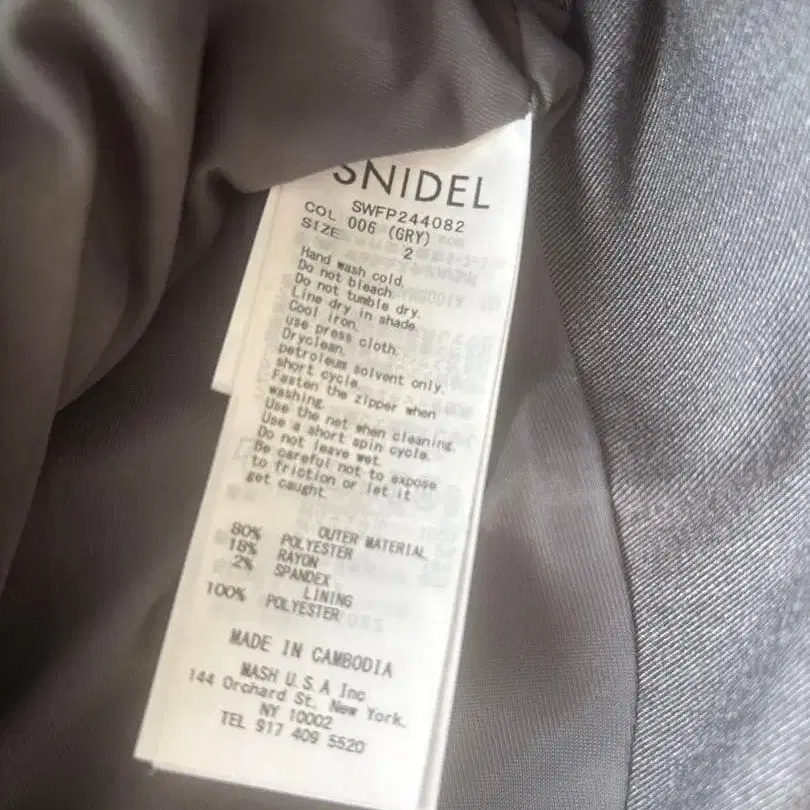 SNIDEL
SWFP244082
COL 006 (GRY)
SIZE 2
Hand wash cold.
Do not bleach.
Do not tumble dry.
Line dry in shade.
Cool iron.
use press cloth.
Dryclean.
petroleum solvent only.
short cycle.
Fasten the zipper when
washing.
Use the net when cleaning.
Use a short spin cycle.
Do not leave wet.
Be careful not to expose
to friction or let it
get caught.
OUTER MATERIAL
80% POLYESTER
18% RAYON
2% SPANDEX
LINING
100% POLYESTER
MADE IN CAMBODIA
MASH U.S.A Inc
144 Orchard St. New York.
NY 10002
TEL 917 409 5520